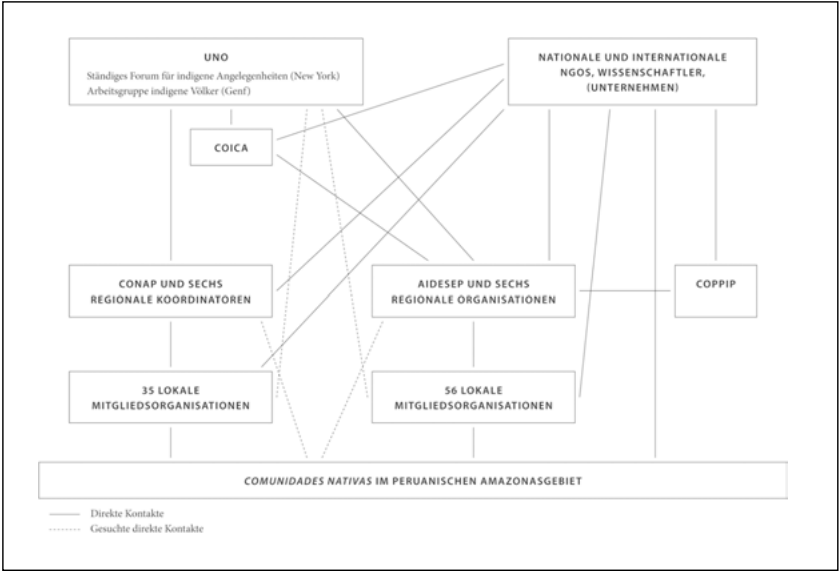 UNO
Ständiges Forum für indigene Angelegenheiten (New York)
Arbeitsgruppe indigene Völker (Genf)
NATIONALE UND INTERNATIONALE
NGOS, WISSENSCHAFTLER,
(UNTERNEHMEN)
COICA
CONAP UND SECHS
REGIONALE KOORDINATOREN
AIDESEP UND SECHS
REGIONALE ORGANISATIONEN
COPPIP
35 LOKALE
MITGLIEDSORGANISATIONEN
56 LOKALE
MITGLIEDSORGANISATIONEN
COMUNIDADES NATIVAS IM PERUANISCHEN AMAZONASGEBIET
Direkte Kontakte
Gesuchte direkte Kontakte